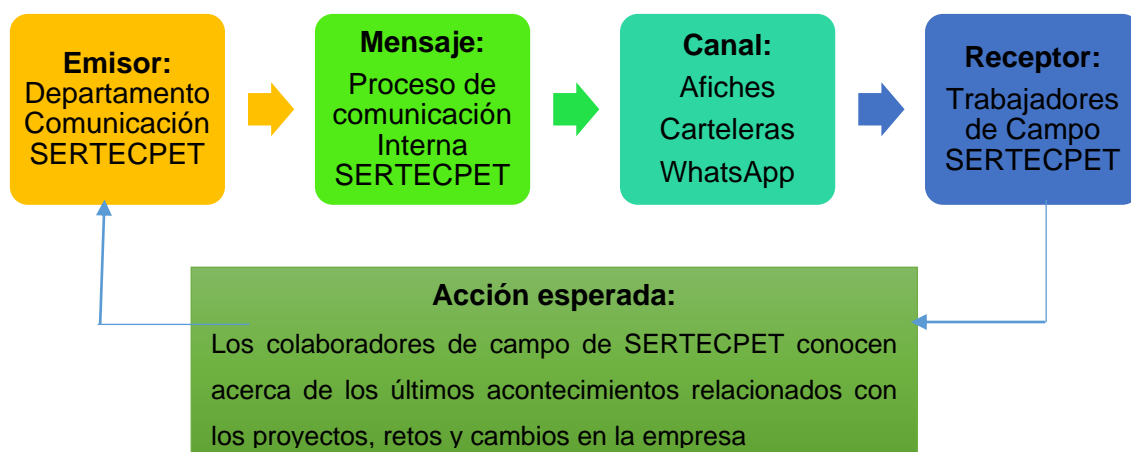 Emisor:
Departamento
Comunicación
SERTECPET
Mensaje:
Proceso de
comunicación
Interna
SERTECPET
Canal:
Afiches
Carteleras
WhatsApp
Receptor:
Trabajadores
de Campo
SERTECPET
Acción esperada:
Los colaboradores de campo de SERTECPET conocen
acerca de los últimos acontecimientos relacionados con
los proyectos, retos y cambios en la empresa